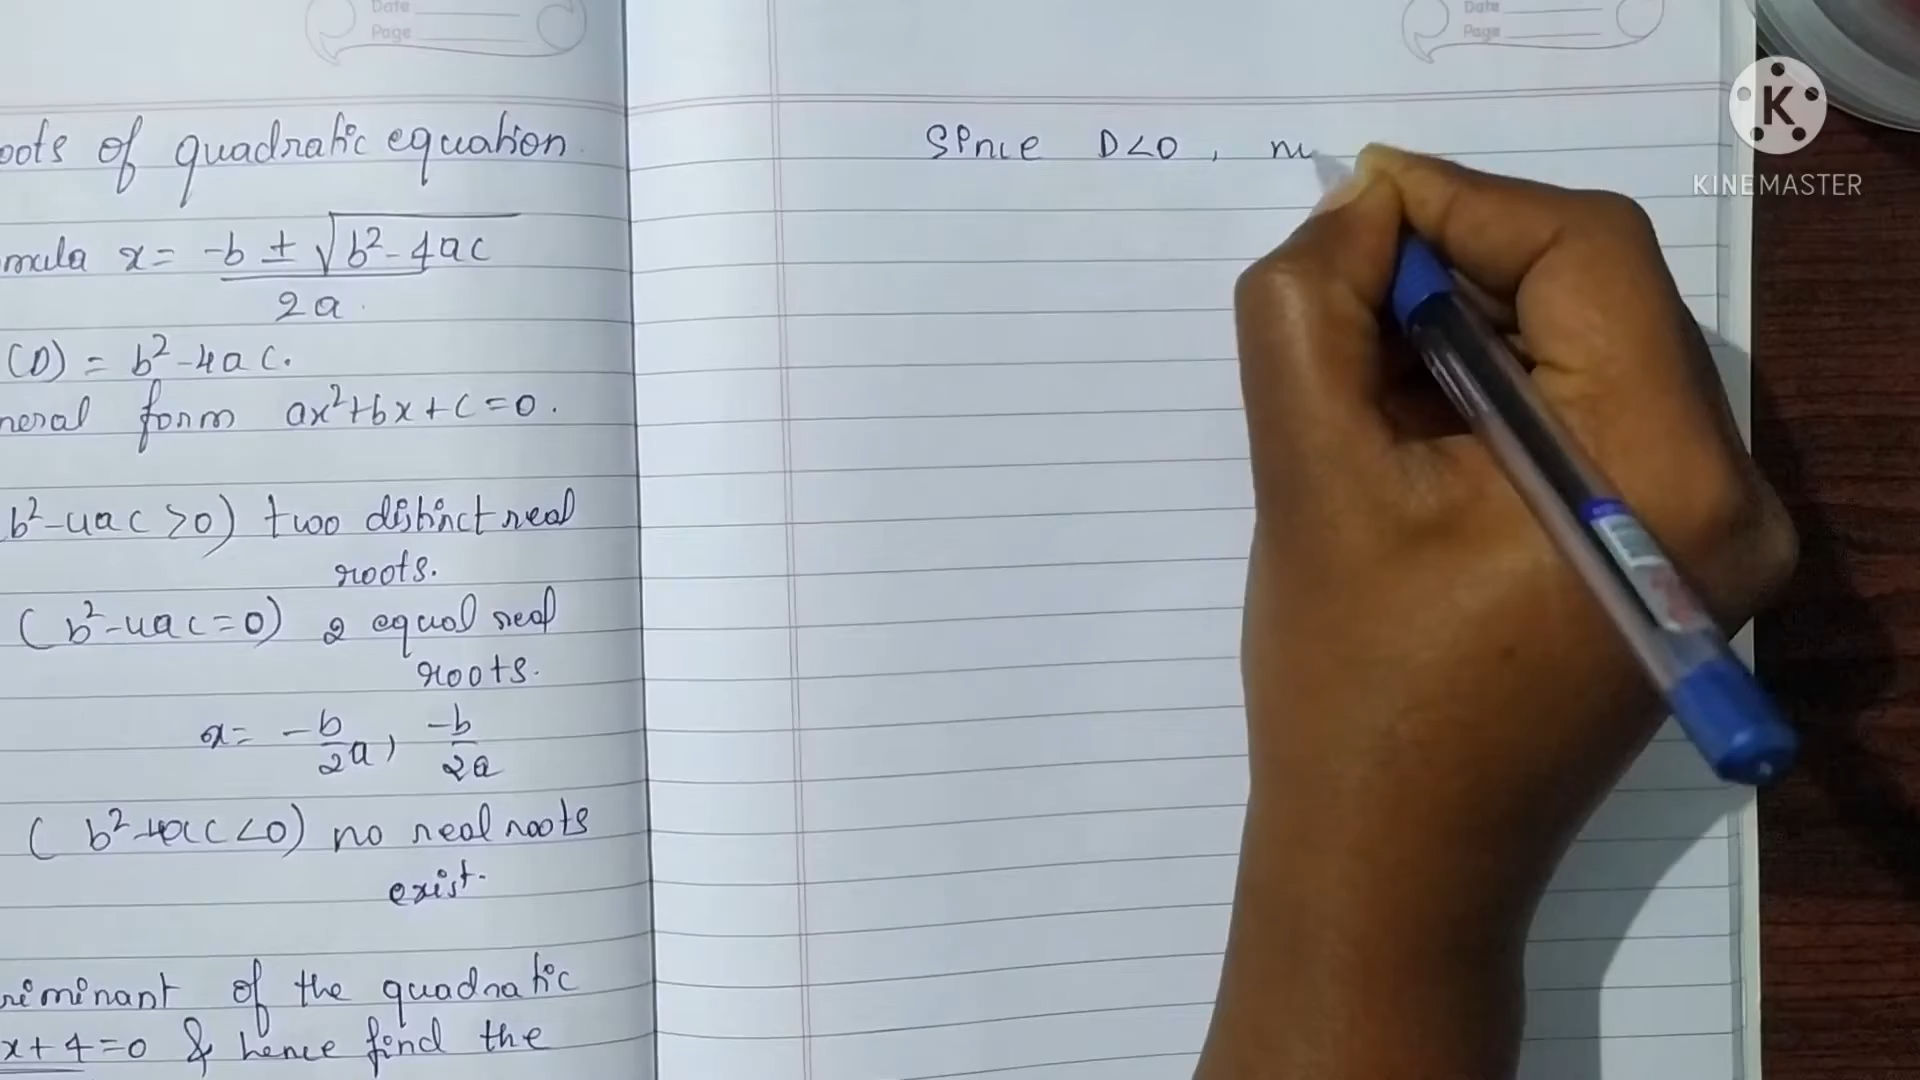 Date
Page
oots of quadratic equation.
mula x = -b ± √b² - 4ac
2a.
(D) = b² - 4ac.
neral form ax² + bx + c = 0.
b² - 4ac > 0) two distinct real
roots.
(b² - 4ac = 0) 2 equal real
roots.
x = -b/2a, -b/2a
(b² - 4ac < 0) no real roots
exist.
riminant of the quadratic
x + 4 = 0 & hence find the
Date
Page
Since D<0,
K
KINEMASTER